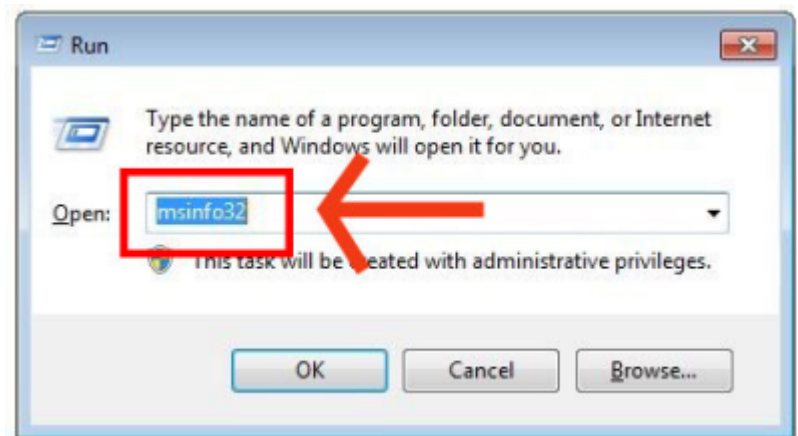 Run
Type the name of a program, folder, document, or Internet
resource, and Windows will open it for you.
Open: msinfo32
This task will be created with administrative privileges.
OK Cancel Browse...